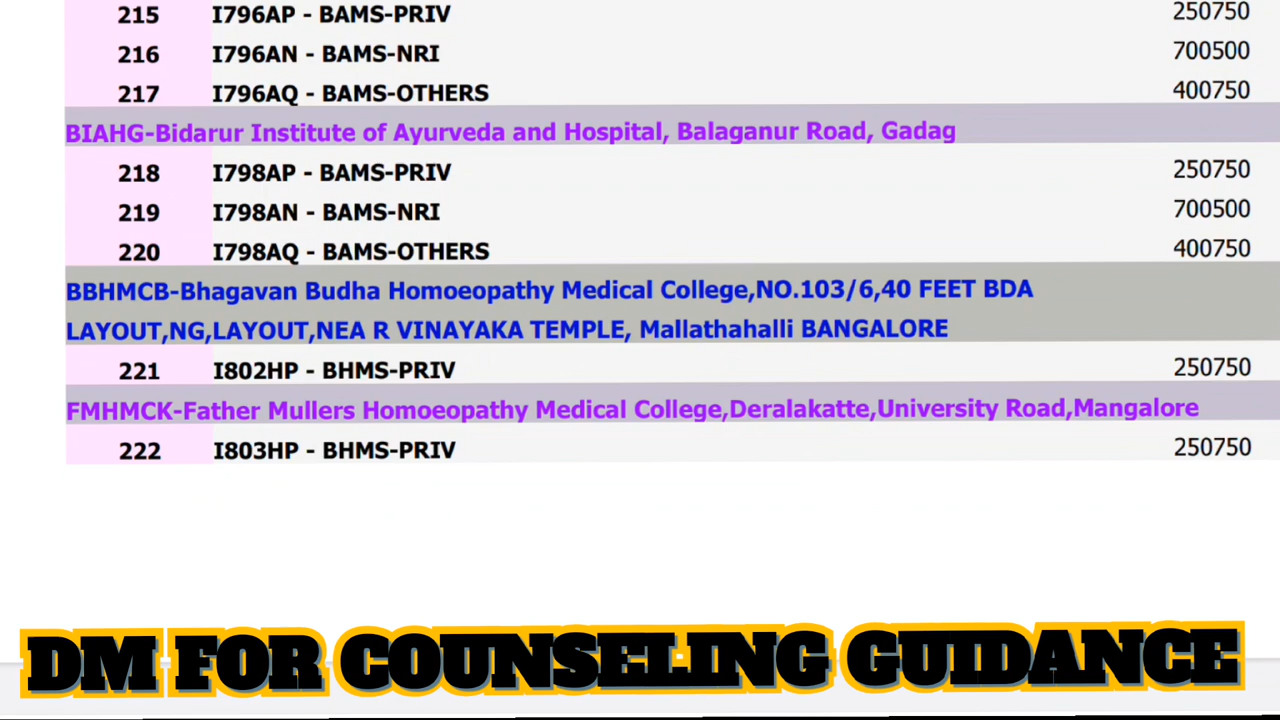 215 I796AP - BAMS-PRIV 250750
216 I796AN - BAMS-NRI 700500
217 I796AQ - BAMS-OTHERS 400750
BIAHG-Bidarur Institute of Ayurveda and Hospital, Balaganur Road, Gadag
218 I798AP - BAMS-PRIV 250750
219 I798AN - BAMS-NRI 700500
220 I798AQ - BAMS-OTHERS 400750
BBHMCB-Bhagavan Budha Homoeopathy Medical College,NO.103/6,40 FEET BDA
LAYOUT,NG,LAYOUT,NEA R VINAYAKA TEMPLE, Mallathahalli BANGALORE
221 I802HP - BHMS-PRIV 250750
FMHMCK-Father Mullers Homoeopathy Medical College,Deralakatte,University Road,Mangalore
222 I803HP - BHMS-PRIV 250750
DM FOR COUNSELING GUIDANCE